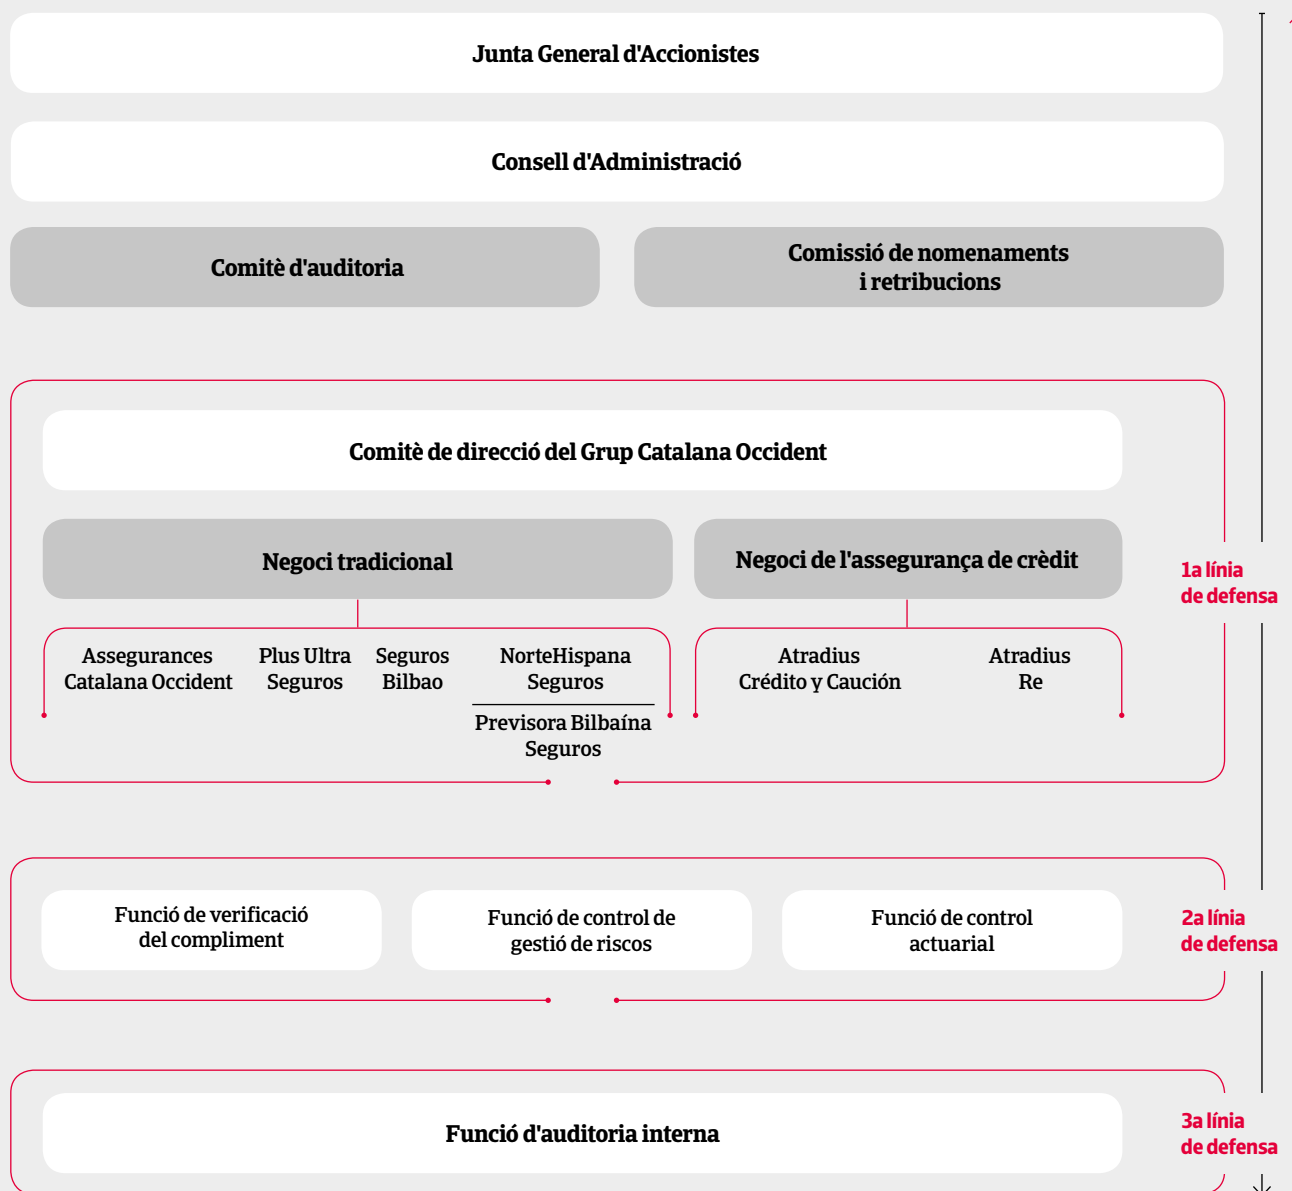 Junta General d'Accionistes
Consell d'Administració
Comitè d'auditoria
Comissió de nomenaments
i retribucions
Comitè de direcció del Grup Catalana Occident
Negoci tradicional
Negoci de l'assegurança de crèdit
1a línia
de defensa
Assegurances
Catalana Occident
Plus Ultra
Seguros
Seguros
Bilbao
NorteHispana
Seguros
Previsora Bilbaína
Seguros
Atradius
Crédito y Caución
Atradius
Re
Funció de verificació
del compliment
Funció de control de
gestió de riscos
Funció de control
actuarial
2a línia
de defensa
Funció d'auditoria interna
3a línia
de defensa